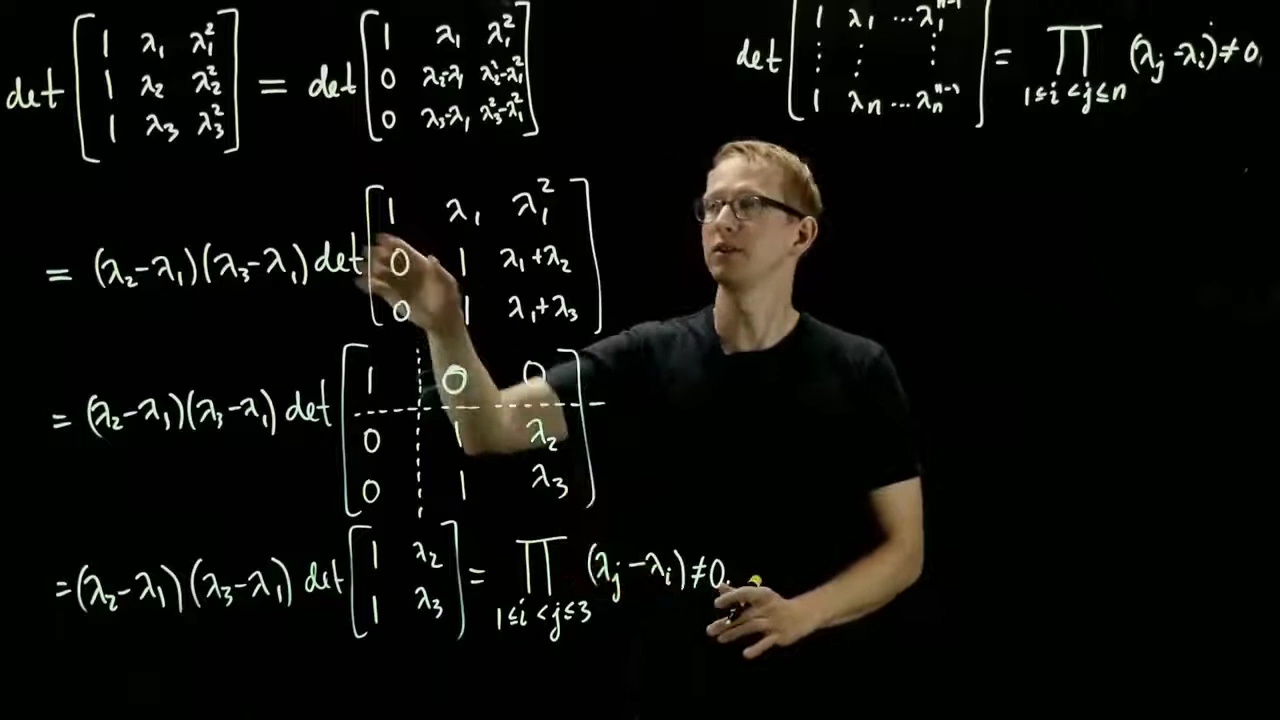 det [ 1 λ₁ λ₁² ; 1 λ₂ λ₂² ; 1 λ₃ λ₃² ] = det [ 1 λ₁ λ₁² ; 0 λ₂-λ₁ λ₂²-λ₁² ; 0 λ₃-λ₁ λ₃²-λ₁² ]
det [ 1 λ₁ ⋯ λ₁ⁿ⁻¹ ; ⋮ ⋮ ⋮ ; 1 λₙ ⋯ λₙⁿ⁻¹ ] = ∏ 1≤i<j≤n (λⱼ-λᵢ) ≠ 0.
= (λ₂-λ₁)(λ₃-λ₁) det [ 1 λ₁ λ₁² ; 0 1 λ₁+λ₂ ; 0 1 λ₁+λ₃ ]
= (λ₂-λ₁)(λ₃-λ₁) det [ 1 0 0 ; 0 1 λ₂ ; 0 1 λ₃ ]
= (λ₂-λ₁)(λ₃-λ₁) det [ 1 λ₂ ; 1 λ₃ ] = ∏ 1≤i<j≤3 (λⱼ-λᵢ) ≠ 0.